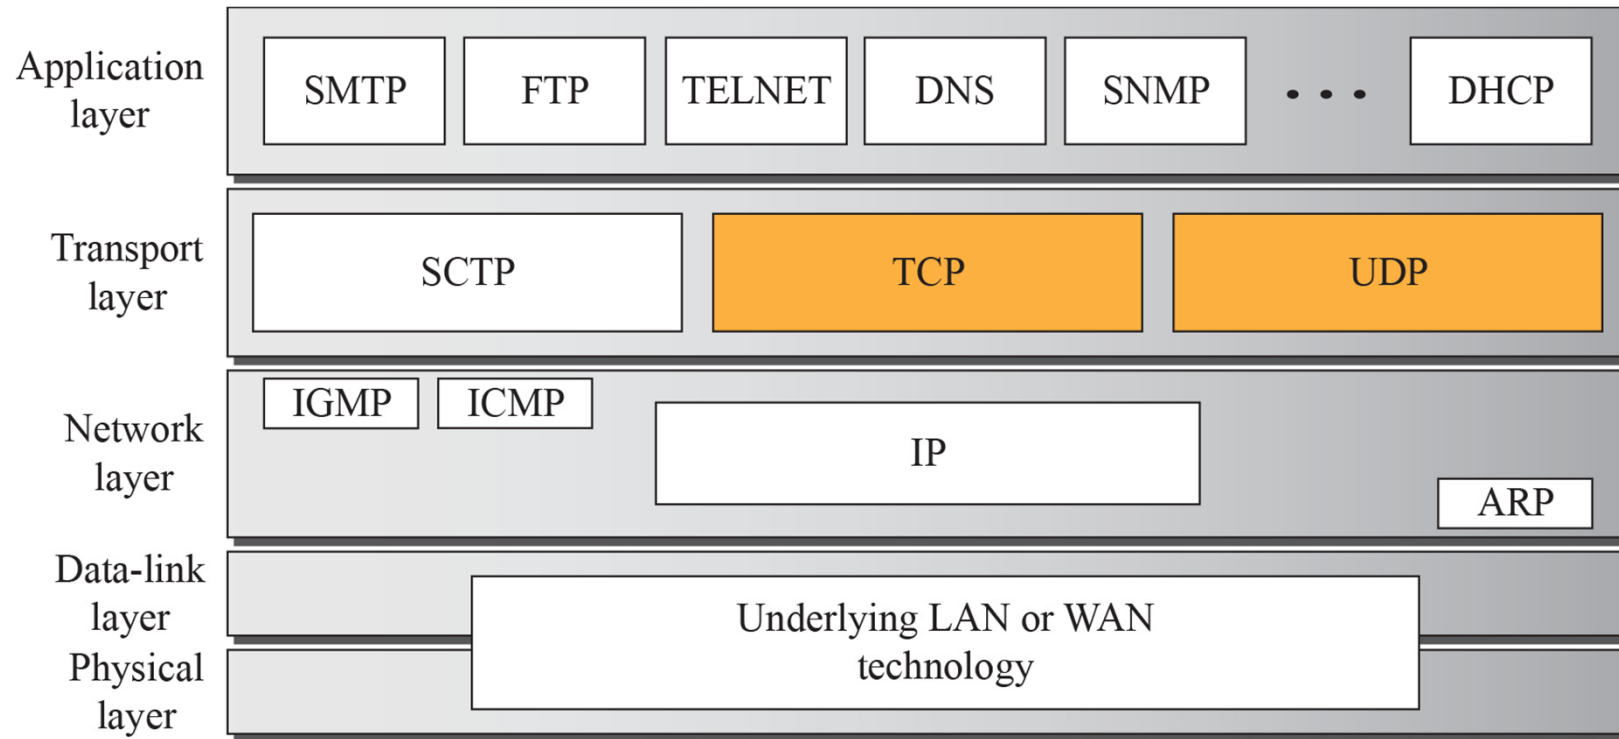 Application
layer
SMTP
FTP
TELNET
DNS
SNMP
• • •
DHCP
Transport
layer
SCTP
TCP
UDP
Network
layer
IGMP
ICMP
IP
ARP
Data-link
layer
Underlying LAN or WAN
technology
Physical
layer